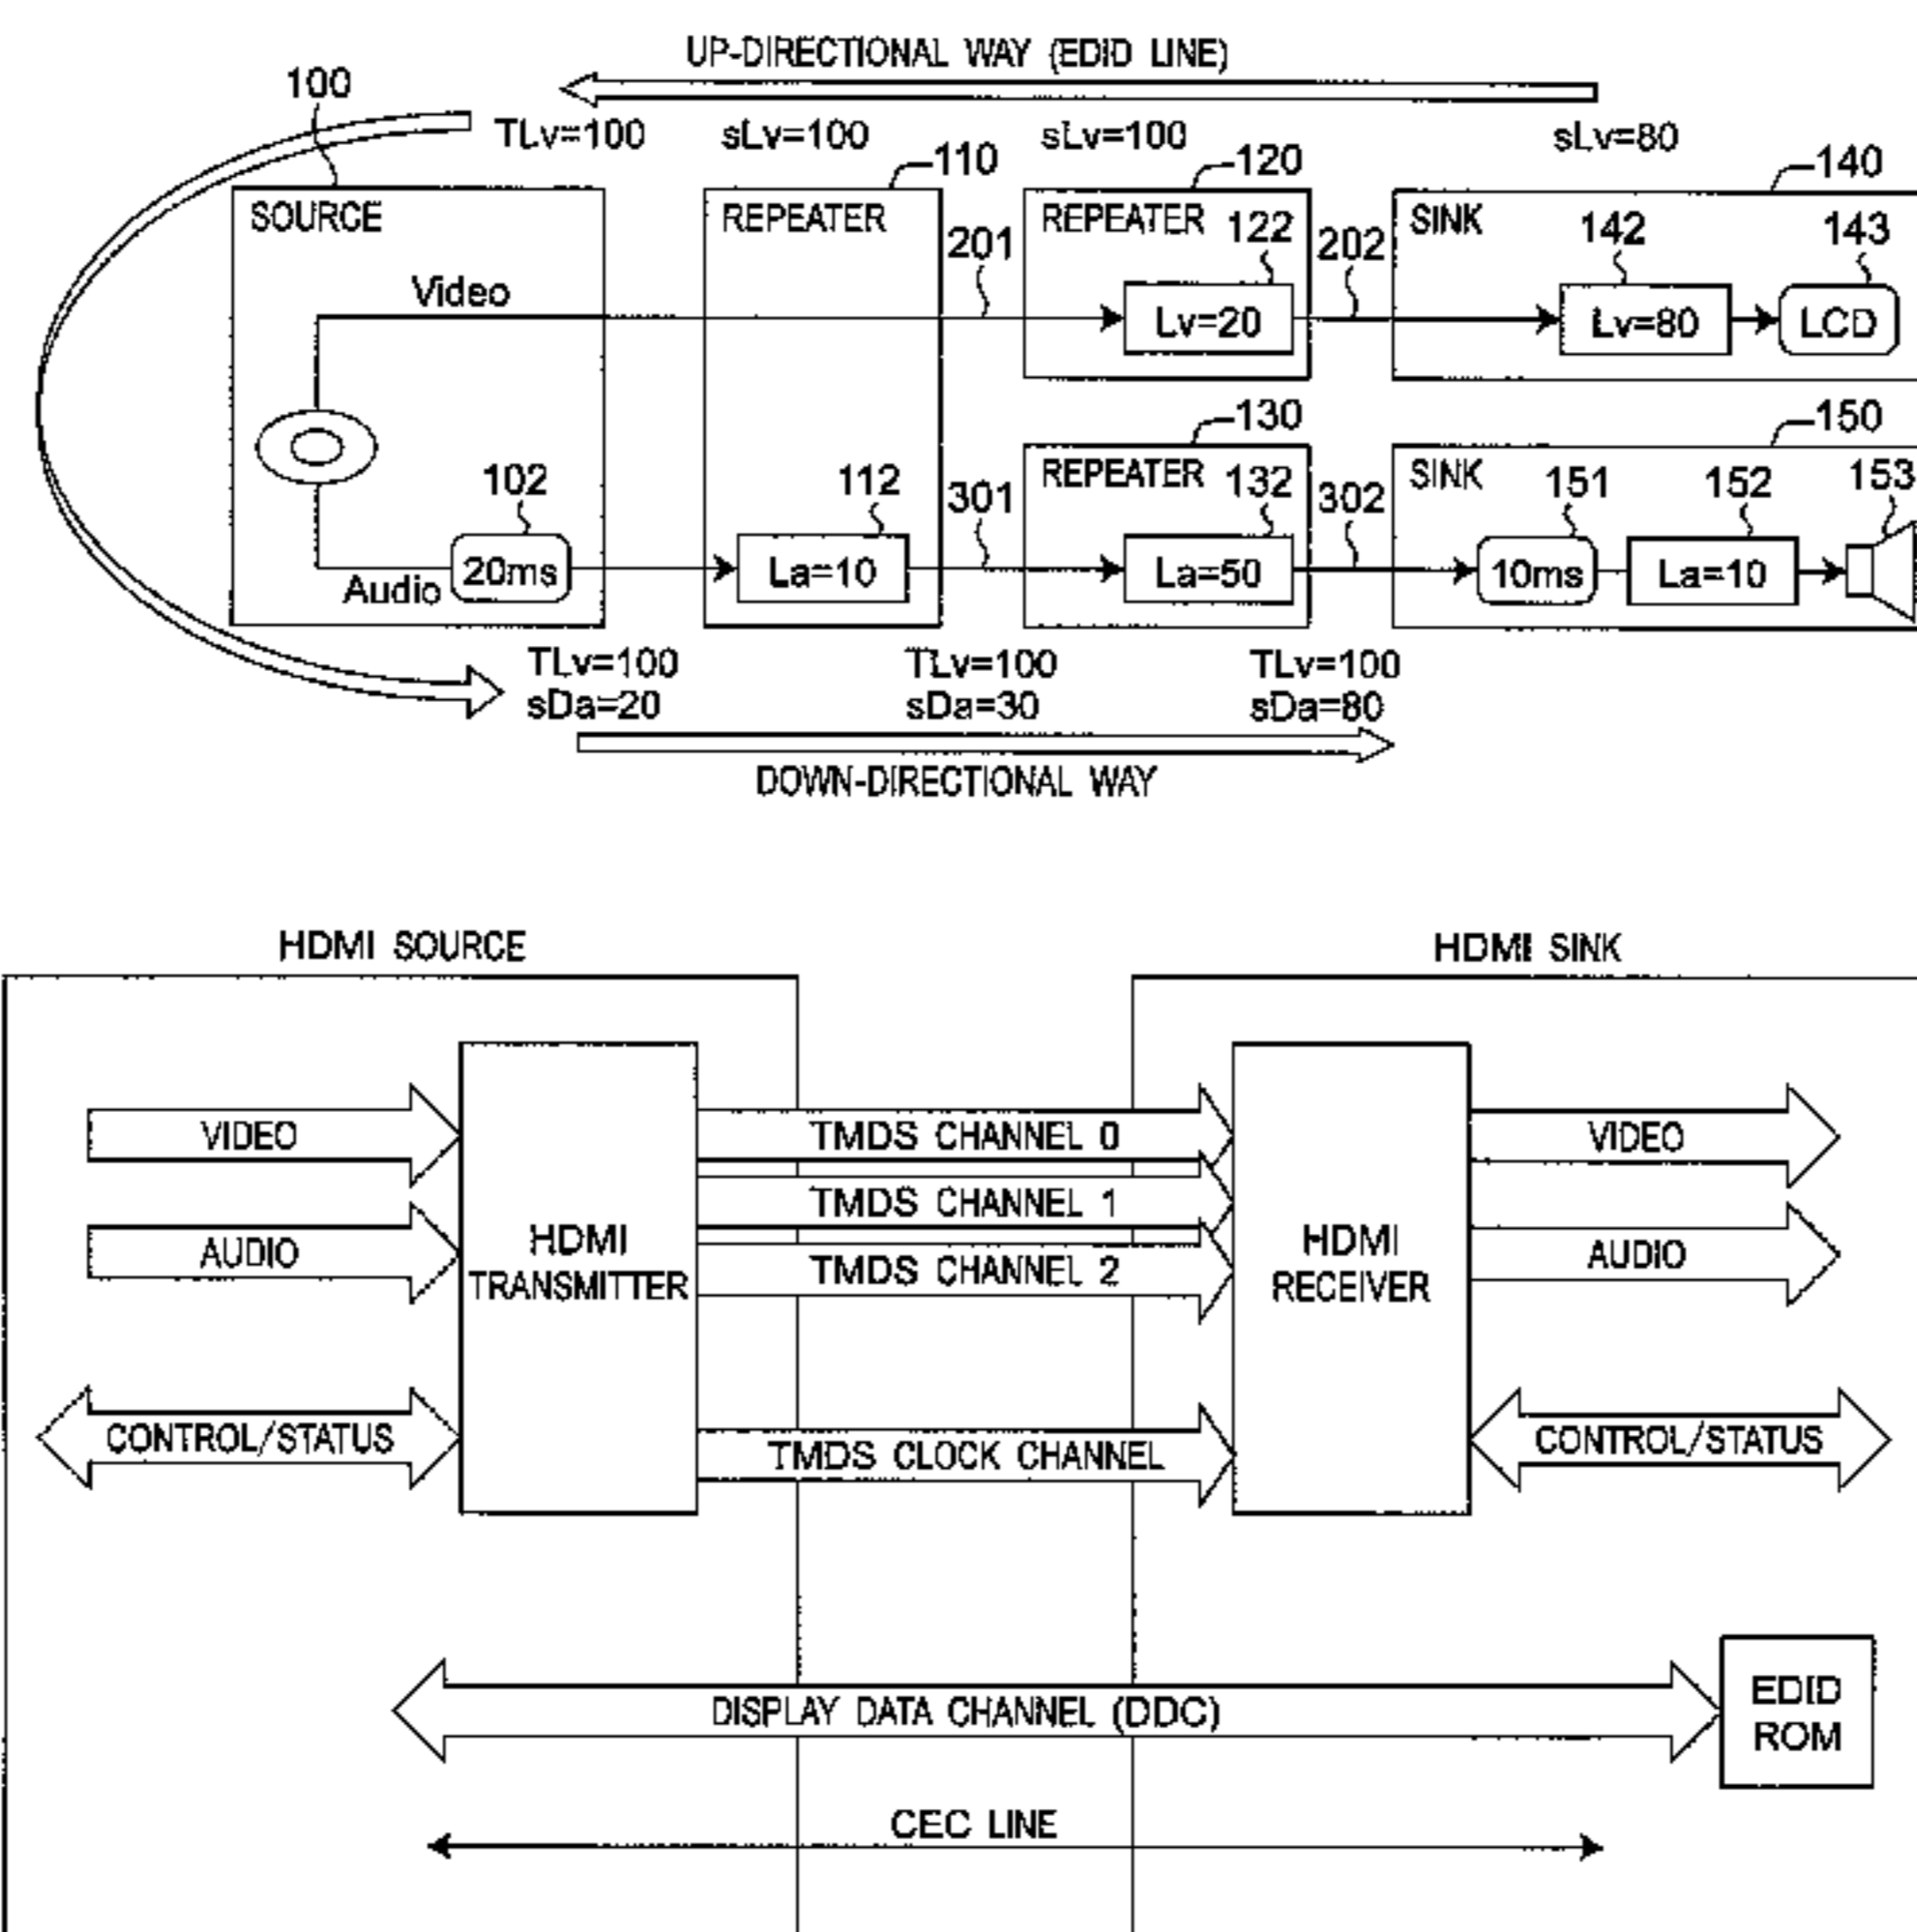 UP-DIRECTIONAL WAY (EDID LINE)
100
TLv=100 sLv=100 sLv=100 sLv=80
110 120 140
SOURCE REPEATER REPEATER 122 SINK 142 143
201 202
Video
Lv=20 Lv=80 LCD
130 150
102 112 REPEATER 132 SINK 151 152 153
301 302
Audio 20ms La=10 La=50 10ms La=10
TLv=100 TLv=100 TLv=100
sDa=20 sDa=30 sDa=80
DOWN-DIRECTIONAL WAY
HDMI SOURCE HDMI SINK
VIDEO TMDS CHANNEL 0 VIDEO
TMDS CHANNEL 1
AUDIO HDMI TRANSMITTER TMDS CHANNEL 2 HDMI RECEIVER AUDIO
CONTROL/STATUS TMDS CLOCK CHANNEL CONTROL/STATUS
DISPLAY DATA CHANNEL (DDC) EDID ROM
CEC LINE